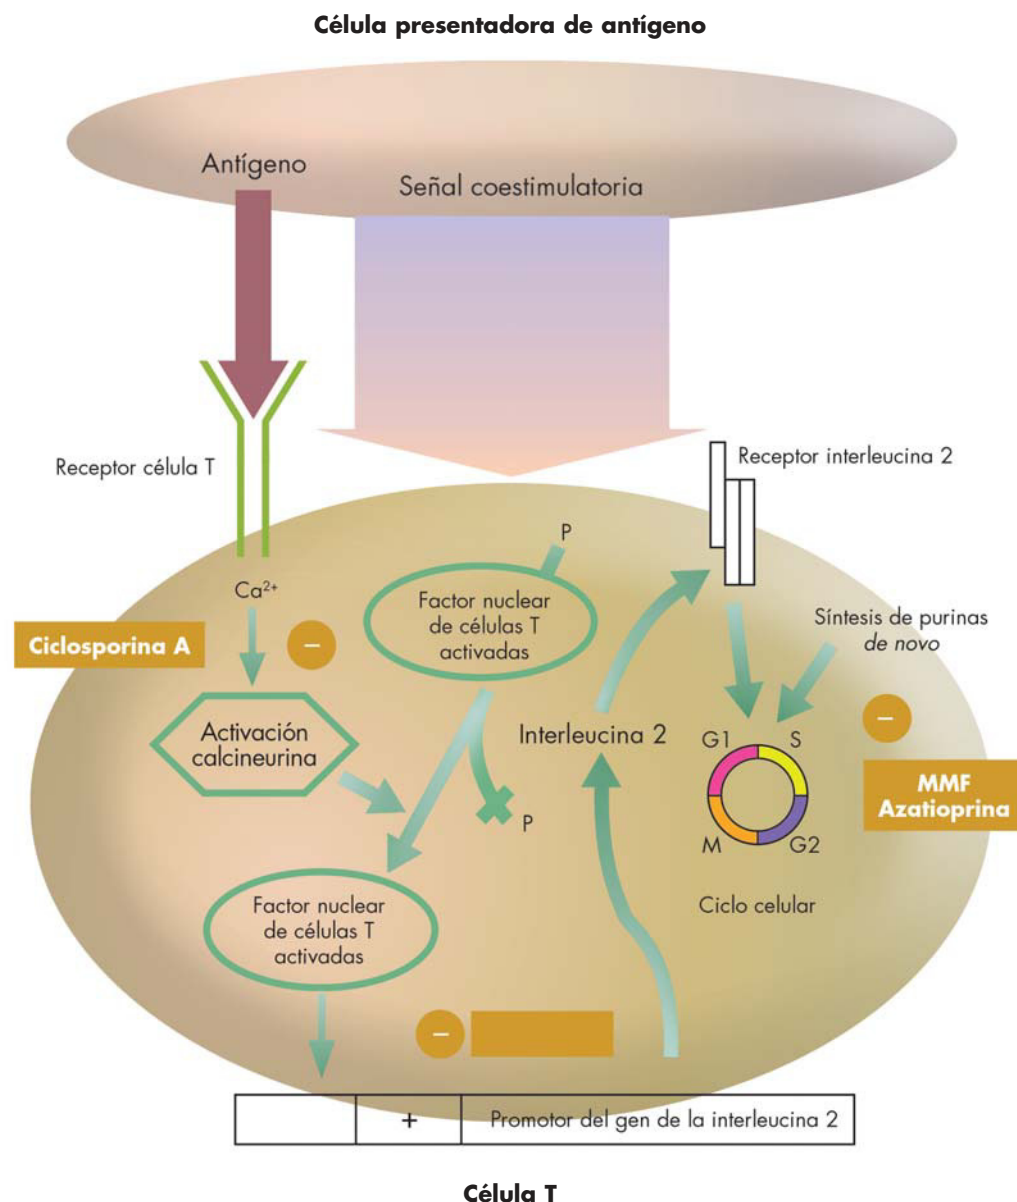 Célula presentadora de antígeno
Antígeno
Señal coestimulatoria
Receptor célula T
Receptor interleucina 2
P
Ca²⁺
Factor nuclear
de células T
activadas
Síntesis de purinas
de novo
Ciclosporina A
−
Activación
calcineurina
Interleucina 2
−
G1
S
MMF
Azatioprina
P
M
G2
Ciclo celular
Factor nuclear
de células T
activadas
−
+
Promotor del gen de la interleucina 2
Célula T